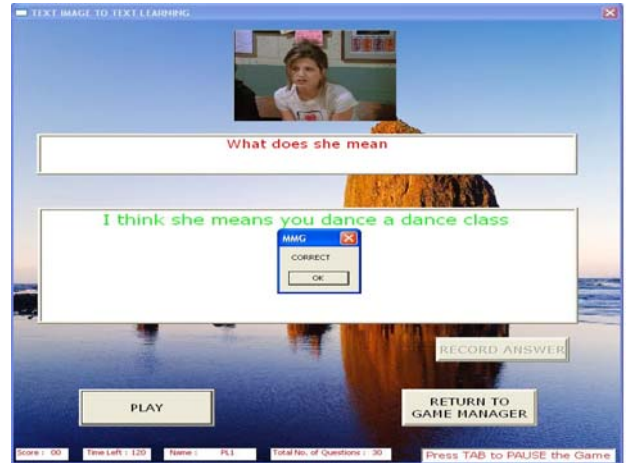 TEXT IMAGE TO TEXT LEARNING
What does she mean
I think she means you dance a dance class
MMG
CORRECT
OK
RECORD ANSWER
PLAY
RETURN TO
GAME MANAGER
Score : 00 Time Left : 120 Name : PL1 Total No. of Questions : 30 Press TAB to PAUSE the Game